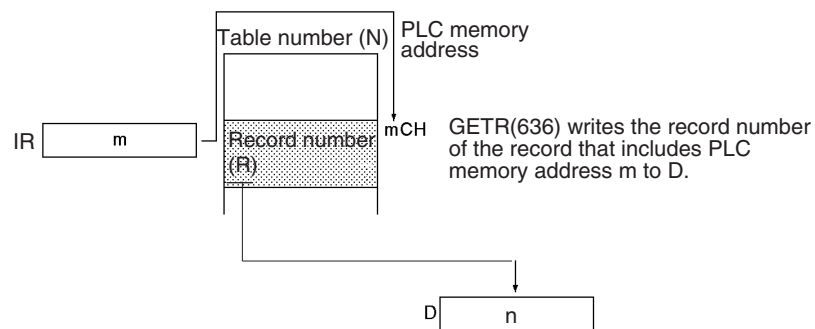 Table number (N)
PLC memory
address
IR
m
Record number
(R)
mCH
GETR(636) writes the record number
of the record that includes PLC
memory address m to D.
D
n